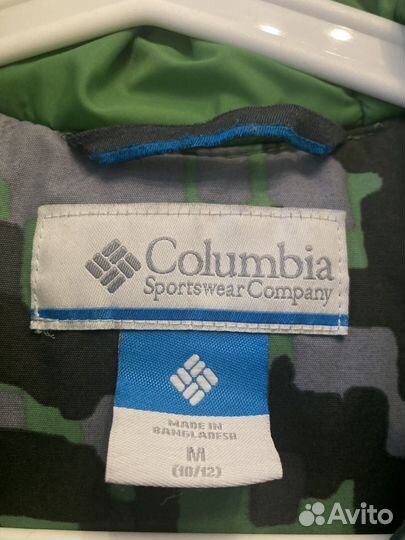 Columbia
Sportswear Company
MADE IN
BANGLADESH
M
(10/12)
Avito